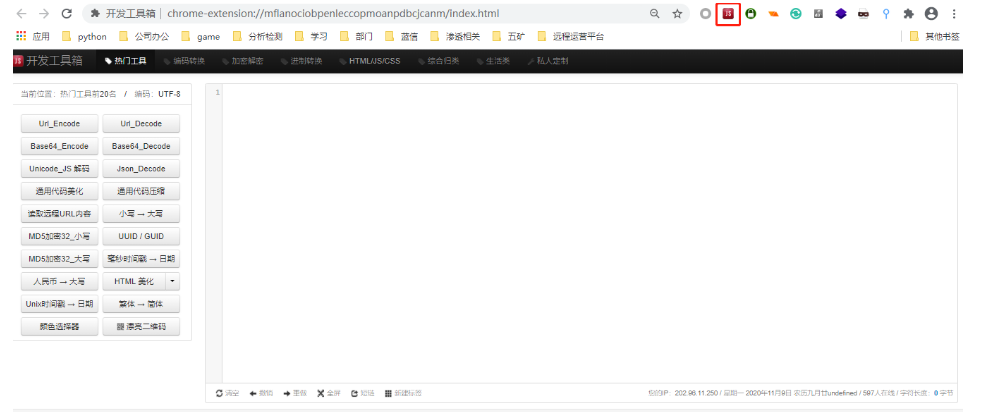 开发工具箱 | chrome-extension://mflanociobpenleccopmoanpdbcjcanm/index.html
应用 python 公司办公 game 分析检测 学习 部门 蓝信 渗透相关 五矿 远程运营平台 其他书签
JS 开发工具箱 热门工具 编码转换 加密解密 进制转换 HTML/JS/CSS 综合归类 生活类 私人定制
当前位置：热门工具前20名 / 编码：UTF-8
1
Url_Encode Url_Decode
Base64_Encode Base64_Decode
Unicode_JS 解码 Json_Decode
通用代码美化 通用代码压缩
读取远程URL内容 小写 → 大写
MD5加密32_小写 UUID / GUID
MD5加密32_大写 毫秒时间戳 → 日期
人民币 → 大写 HTML 美化
Unix时间戳 → 日期 繁体 → 简体
颜色选择器 漂亮二维码
清空 撤销 重做 全屏 新建标签 您的IP：202.96.11.250 / 星期一 2020年11月9日 农历九月廿undefined / 597人在线 / 字符长度：0 字节